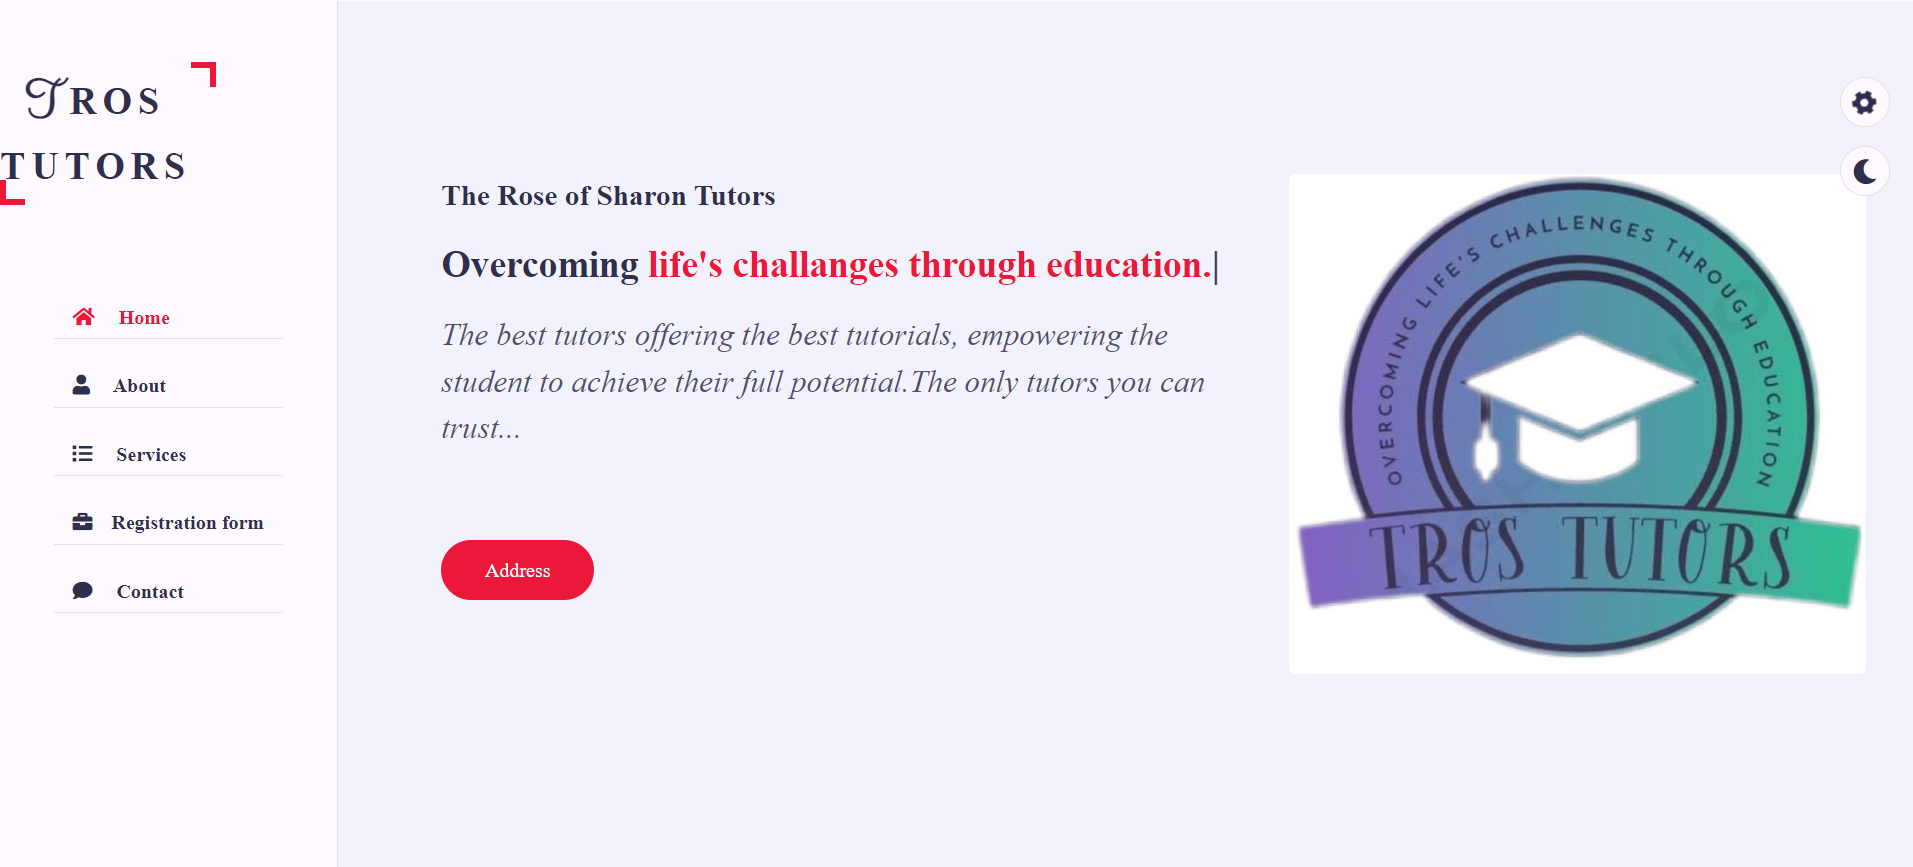 TROS
TUTORS
Home
About
Services
Registration form
Contact
The Rose of Sharon Tutors
Overcoming life's challanges through education.|
The best tutors offering the best tutorials, empowering the
student to achieve their full potential.The only tutors you can
trust...
Address
OVERCOMING LIFE'S CHALLENGES THROUGH EDUCATION
TROS TUTORS